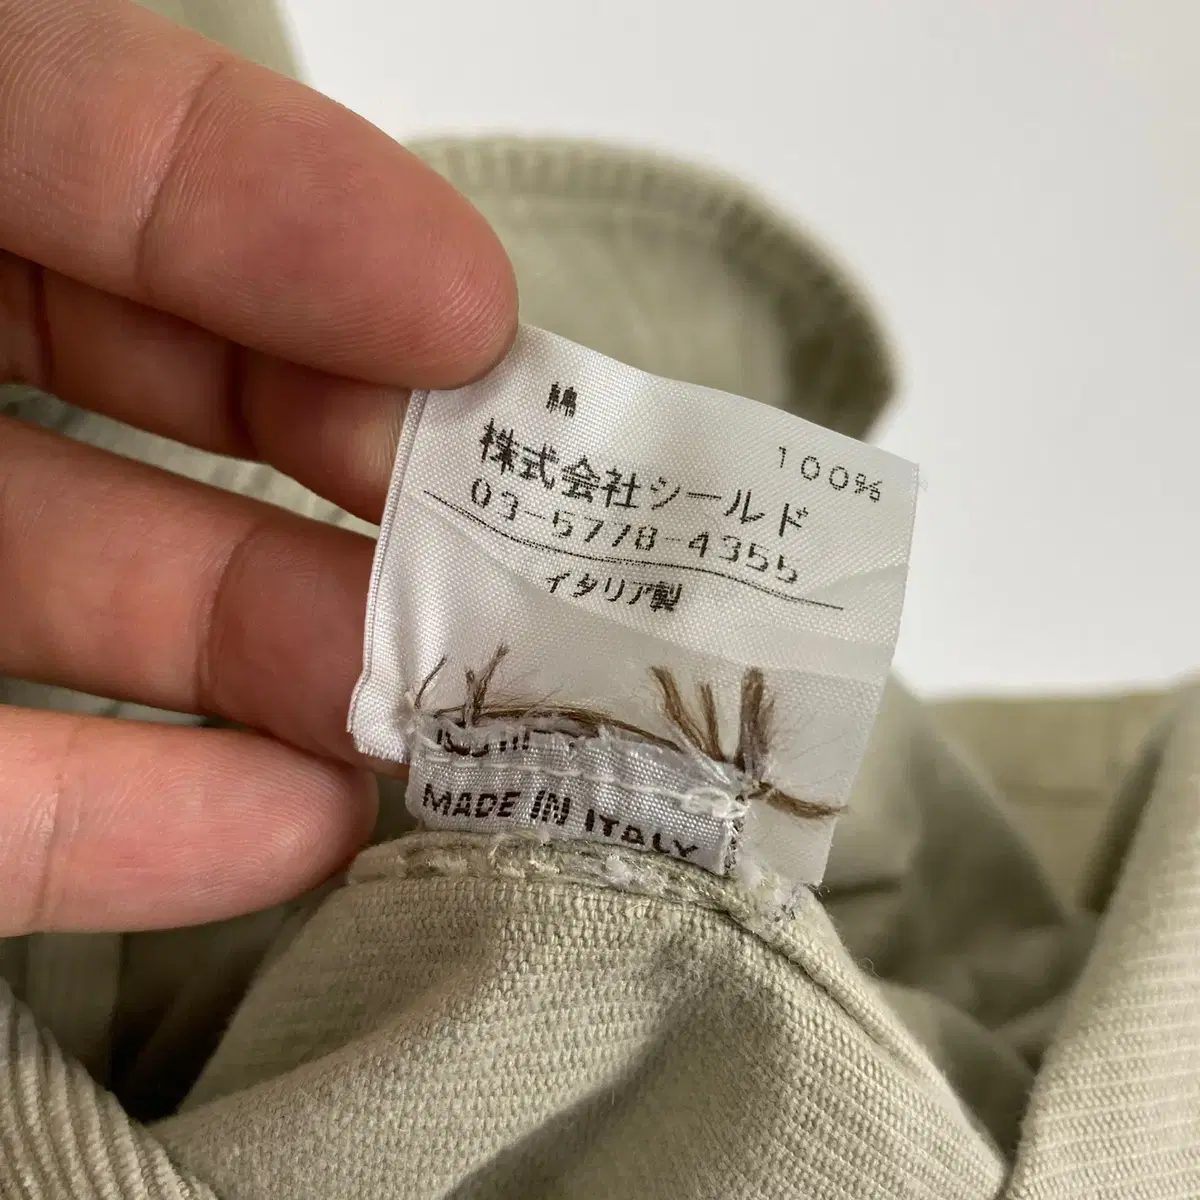 綿 100%
株式会社シールド
03-5778-4355
イタリア製
MADE IN ITALY